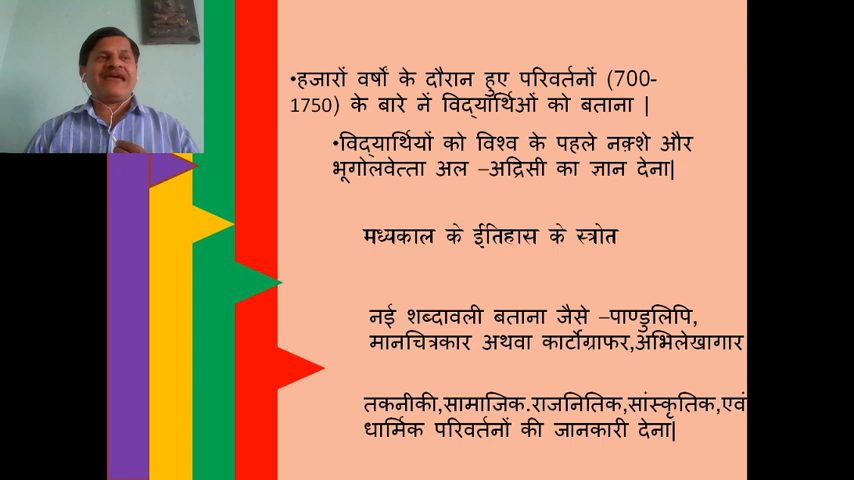 •हजारों वर्षों के दौरान हुए परिवर्तनों (700-
1750) के बारे नें विद्यार्थिओं को बताना |
•विद्यार्थियों को विश्व के पहले नक़्शे और
भूगोलवेत्ता अल –अद्रिसी का ज्ञान देना|
मध्यकाल के ईतिहास के स्त्रोत
नई शब्दावली बताना जैसे –पाण्डुलिपि,
मानचित्रकार अथवा कार्टोग्राफर,अभिलेखागार
तकनीकी,सामाजिक.राजनितिक,सांस्कृतिक,एवं
धार्मिक परिवर्तनों की जानकारी देना|